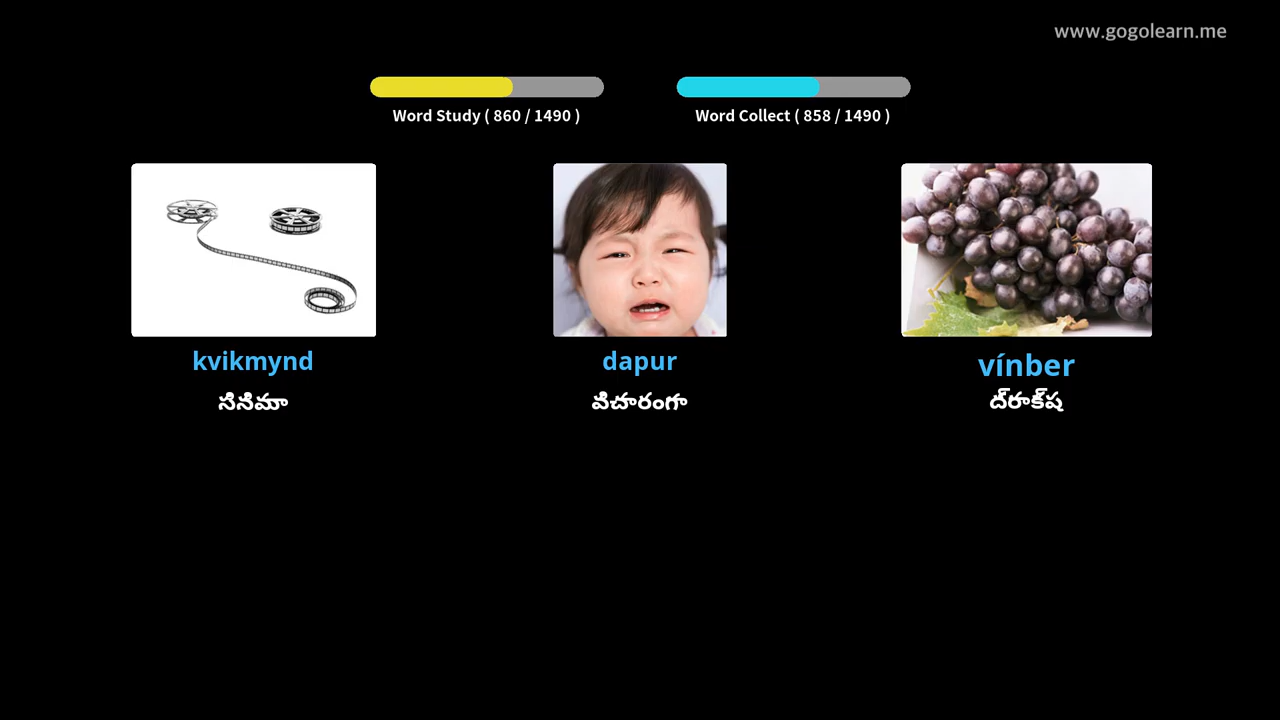 www.gogolearn.me
Word Study ( 860 / 1490 )
Word Collect ( 858 / 1490 )
kvikmynd
dapur
vínber
సినిమా
విచారంగా
ద్‌రాక్‌ష